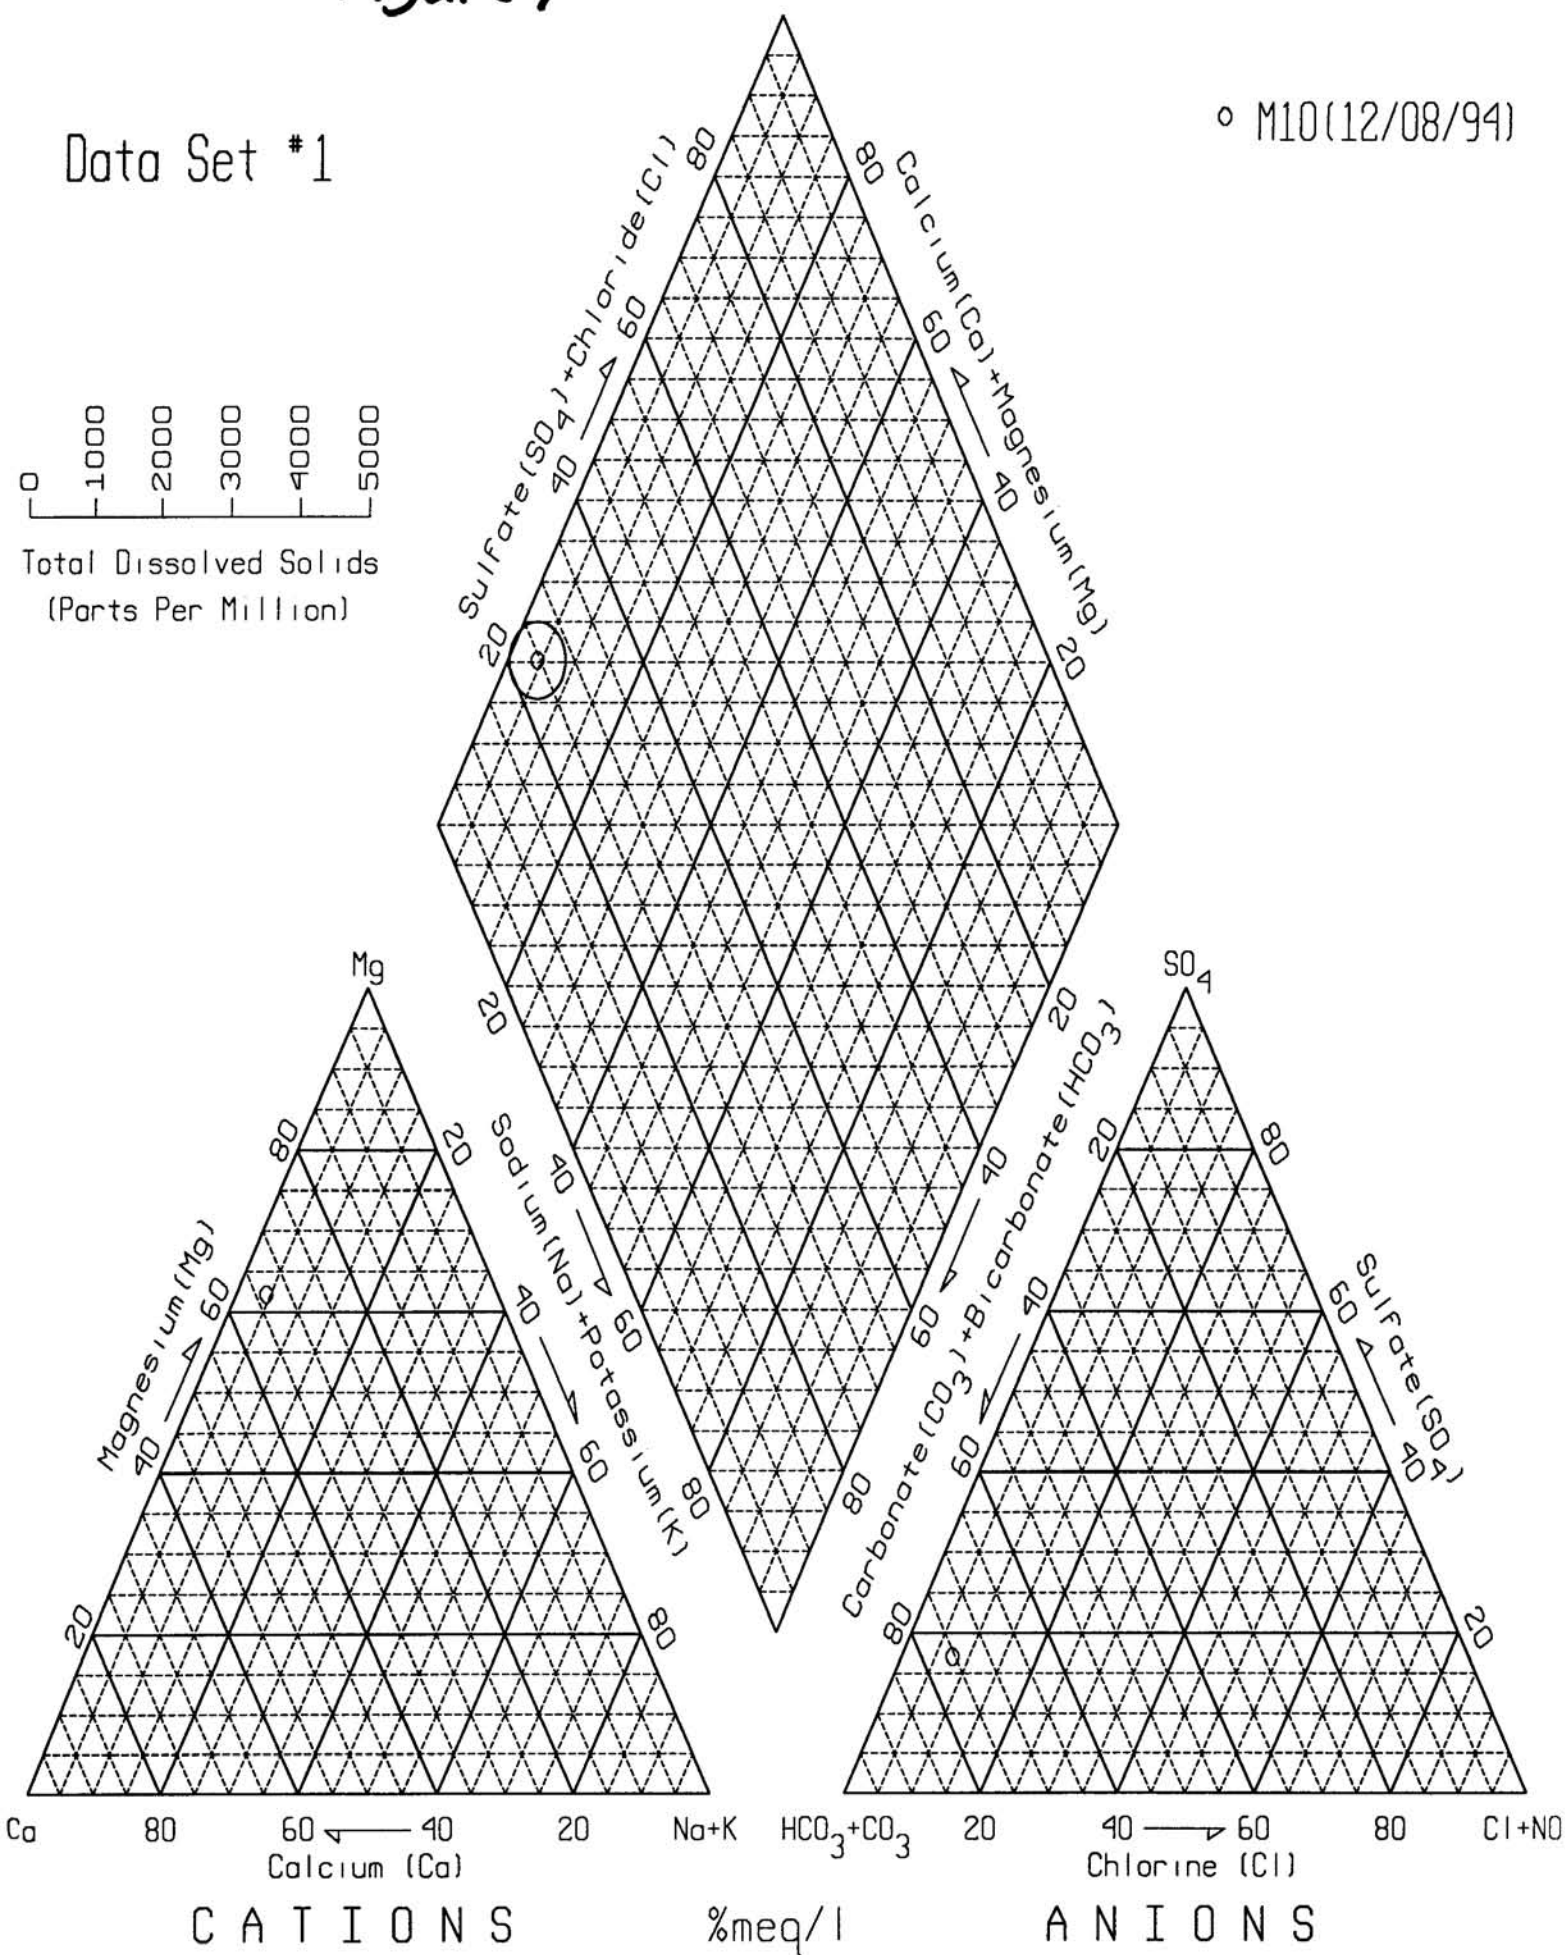 Data Set #1
○ M10(12/08/94)
0 1000 2000 3000 4000 5000
Total Dissolved Solids
(Parts Per Million)
Sulfate(SO4)+Chloride(Cl)
20 40 60 80
Calcium(Ca)+Magnesium(Mg)
80 60 40 20
Sodium(Na)+Potassium(K)
20 40 60 80
Carbonate(CO3)+Bicarbonate(HCO3)
20 40 60 80
Mg
Magnesium(Mg)
80 60 40 20
20 40 60 80
SO4
20 40 60 80
Sulfate(SO4)
80 60 40 20
Ca 80 60 40 20 Na+K
Calcium (Ca)
HCO3+CO3 20 40 60 80 Cl+NO
Chlorine (Cl)
CATIONS %meq/l ANIONS